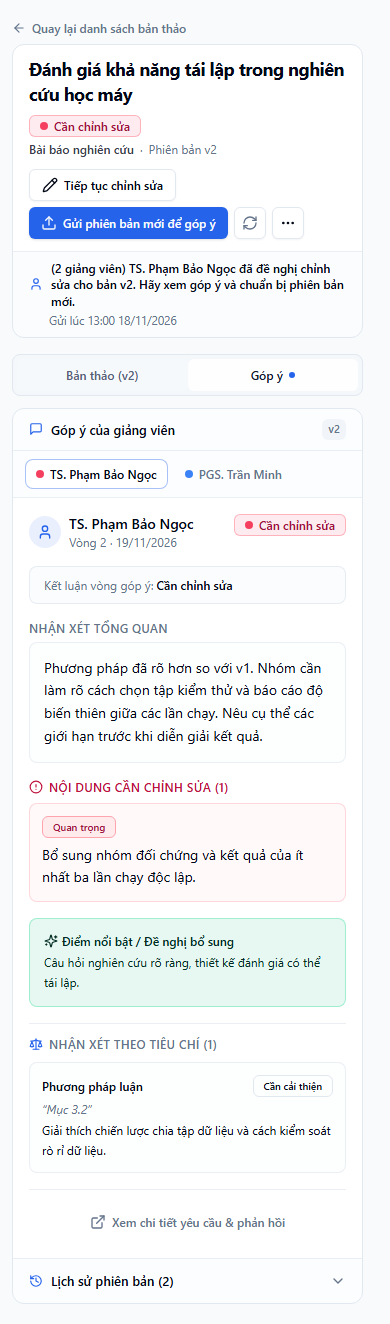 Quay lại danh sách bản thảo
Đánh giá khả năng tái lập trong nghiên
cứu học máy
Cần chỉnh sửa
Bài báo nghiên cứu · Phiên bản v2
Tiếp tục chỉnh sửa
Gửi phiên bản mới để góp ý
(2 giảng viên) TS. Phạm Bảo Ngọc đã đề nghị chỉnh
sửa cho bản v2. Hãy xem góp ý và chuẩn bị phiên bản
mới.
Gửi lúc 13:00 18/11/2026
Bản thảo (v2)
Góp ý
Góp ý của giảng viên
v2
TS. Phạm Bảo Ngọc
PGS. Trần Minh
TS. Phạm Bảo Ngọc
Cần chỉnh sửa
Vòng 2 · 19/11/2026
Kết luận vòng góp ý: Cần chỉnh sửa
NHẬN XÉT TỔNG QUAN
Phương pháp đã rõ hơn so với v1. Nhóm cần
làm rõ cách chọn tập kiểm thử và báo cáo độ
biến thiên giữa các lần chạy. Nêu cụ thể các
giới hạn trước khi diễn giải kết quả.
NỘI DUNG CẦN CHỈNH SỬA (1)
Quan trọng
Bổ sung nhóm đối chứng và kết quả của ít
nhất ba lần chạy độc lập.
Điểm nổi bật / Đề nghị bổ sung
Câu hỏi nghiên cứu rõ ràng, thiết kế đánh giá có thể
tái lập.
NHẬN XÉT THEO TIÊU CHÍ (1)
Phương pháp luận
Cần cải thiện
“Mục 3.2”
Giải thích chiến lược chia tập dữ liệu và cách kiểm soát
rò rỉ dữ liệu.
Xem chi tiết yêu cầu & phản hồi
Lịch sử phiên bản (2)